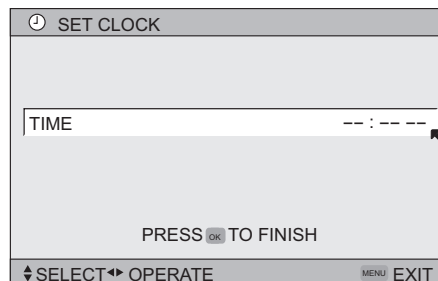 SET CLOCK
TIME --:-- --
PRESS OK TO FINISH
SELECT OPERATE MENU EXIT